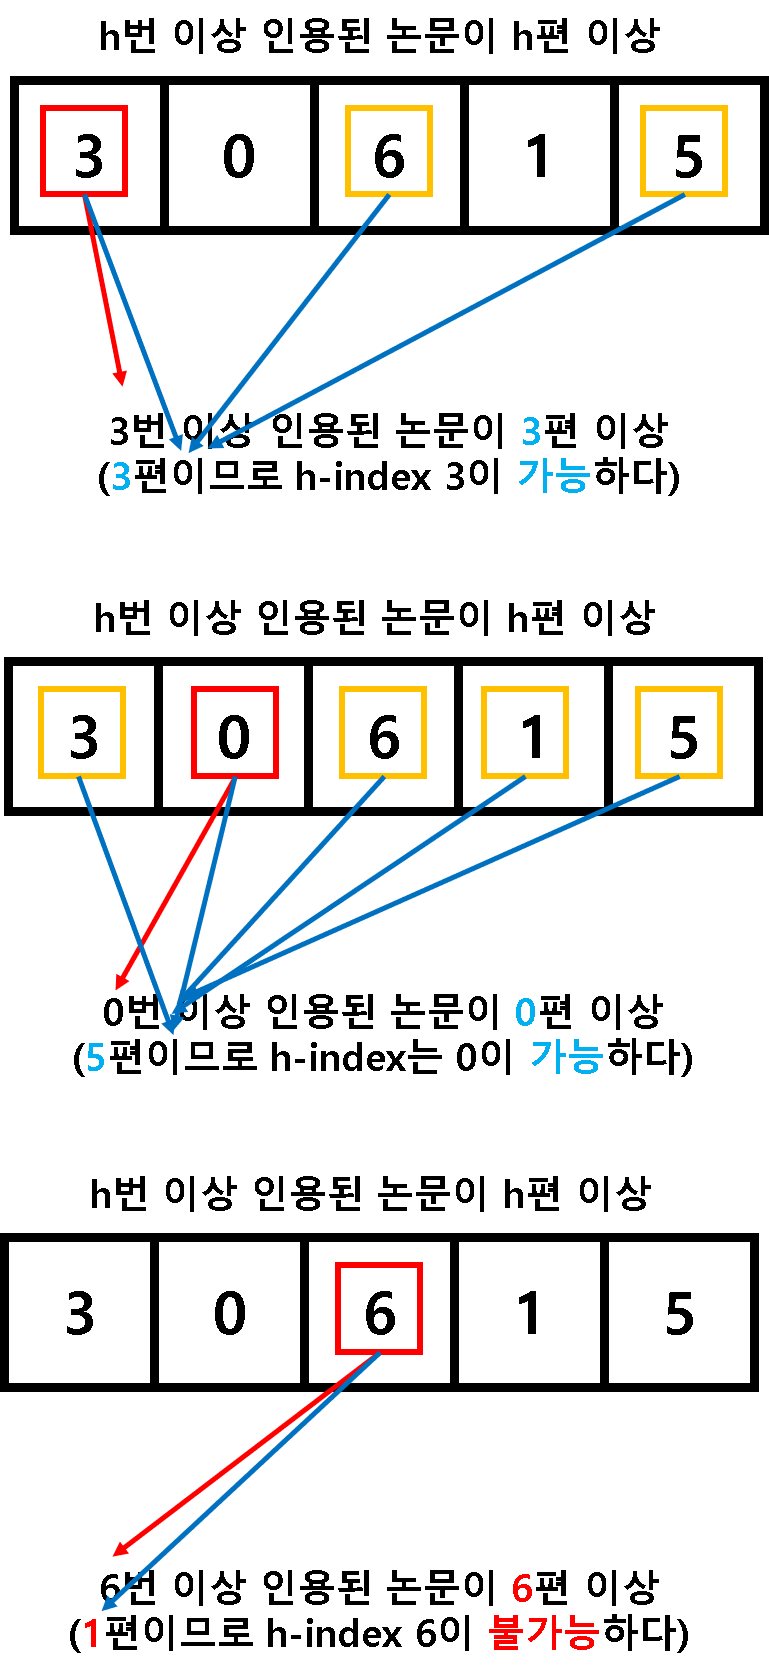 h번 이상 인용된 논문이 h편 이상
3 0 6 1 5
3번 이상 인용된 논문이 3편 이상
(3편이므로 h-index 3이 가능하다)
h번 이상 인용된 논문이 h편 이상
3 0 6 1 5
0번 이상 인용된 논문이 0편 이상
(5편이므로 h-index는 0이 가능하다)
h번 이상 인용된 논문이 h편 이상
3 0 6 1 5
6번 이상 인용된 논문이 6편 이상
(1편이므로 h-index 6이 불가능하다)